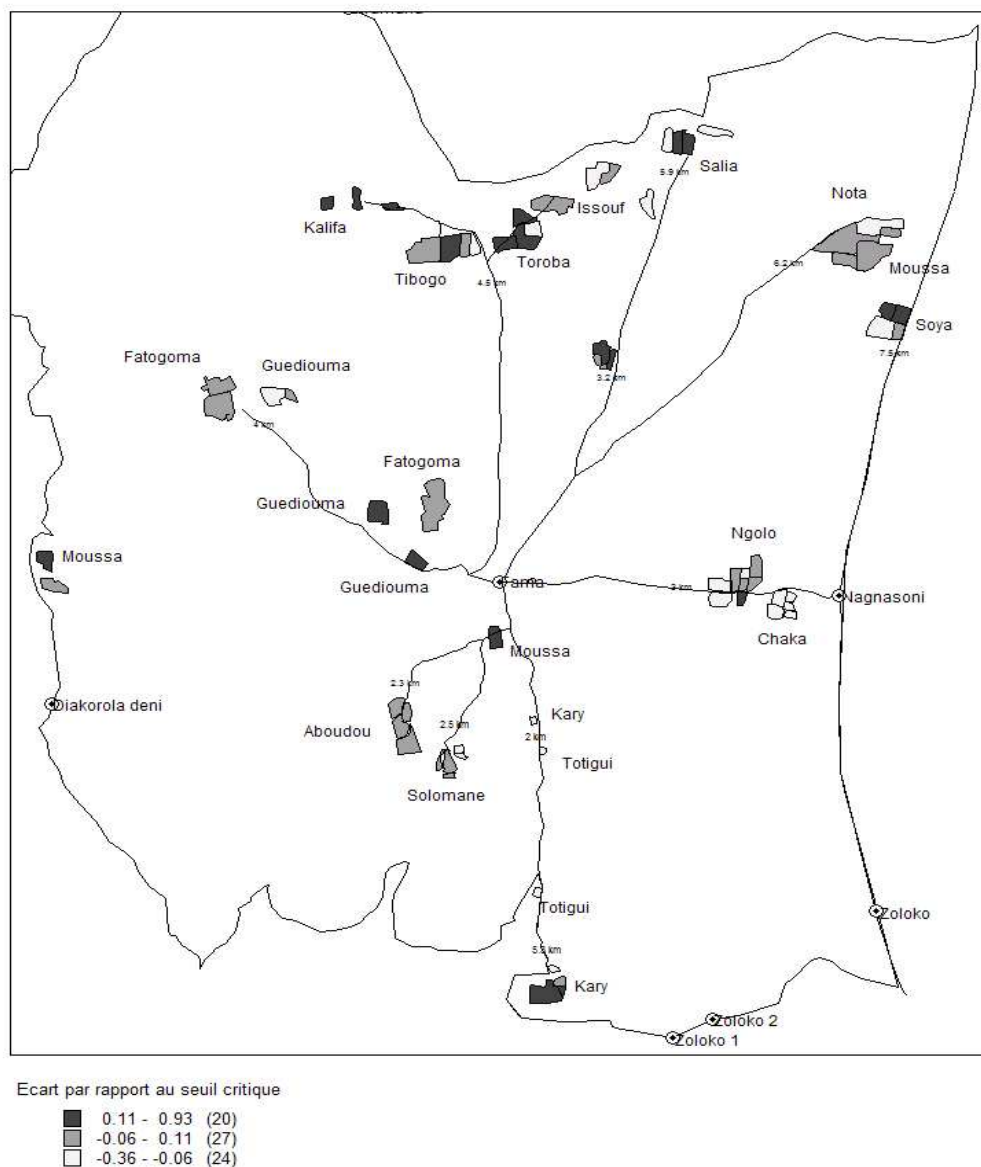 Salia
5.9 km
Nota
Kalifa
Issouf
Toroba
Tibogo
4.5 km
6.2 km
Moussa
Soya
7.5 km
Fatogoma
Guediouma
3.2 km
4 km
Fatogoma
Guediouma
Ngolo
Moussa
Guediouma
3 km
Nagnasoni
Chaka
Moussa
2.3 km
Diakorola deni
Aboudou
2.5 km
Kary
2 km
Totigui
Solomane
Totigui
Zoloko
Kary
Zoloko 2
Zoloko 1
Ecart par rapport au seuil critique
0.11 - 0.93 (20)
-0.06 - 0.11 (27)
-0.36 - -0.06 (24)